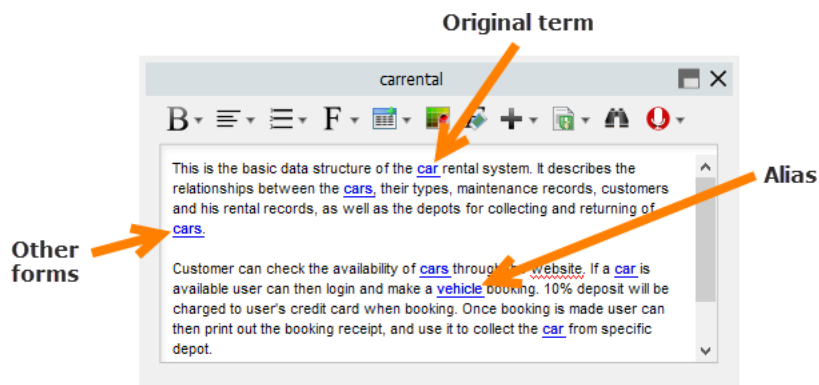 Original term
carrental
B F
This is the basic data structure of the car rental system. It describes the
relationships between the cars, their types, maintenance records, customers
and his rental records, as well as the depots for collecting and returning of
cars.
Alias
Other
forms
Customer can check the availability of cars through the website. If a car is
available user can then login and make a vehicle booking. 10% deposit will be
charged to user's credit card when booking. Once booking is made user can
then print out the booking receipt, and use it to collect the car from specific
depot.